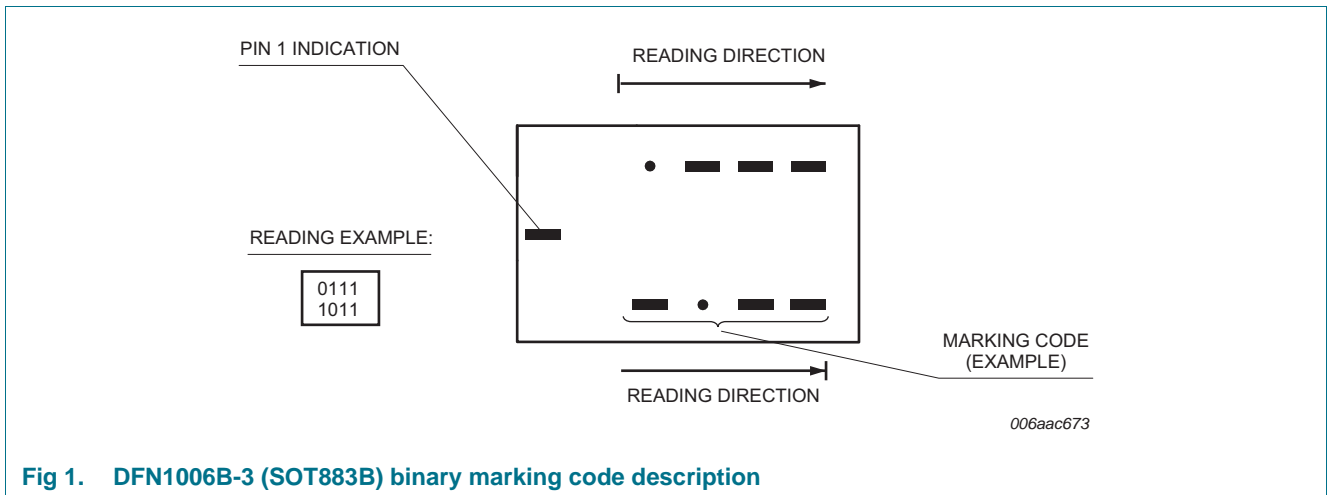 PIN 1 INDICATION
READING DIRECTION
READING EXAMPLE:
0111
1011
MARKING CODE
(EXAMPLE)
READING DIRECTION
006aac673
Fig 1. DFN1006B-3 (SOT883B) binary marking code description